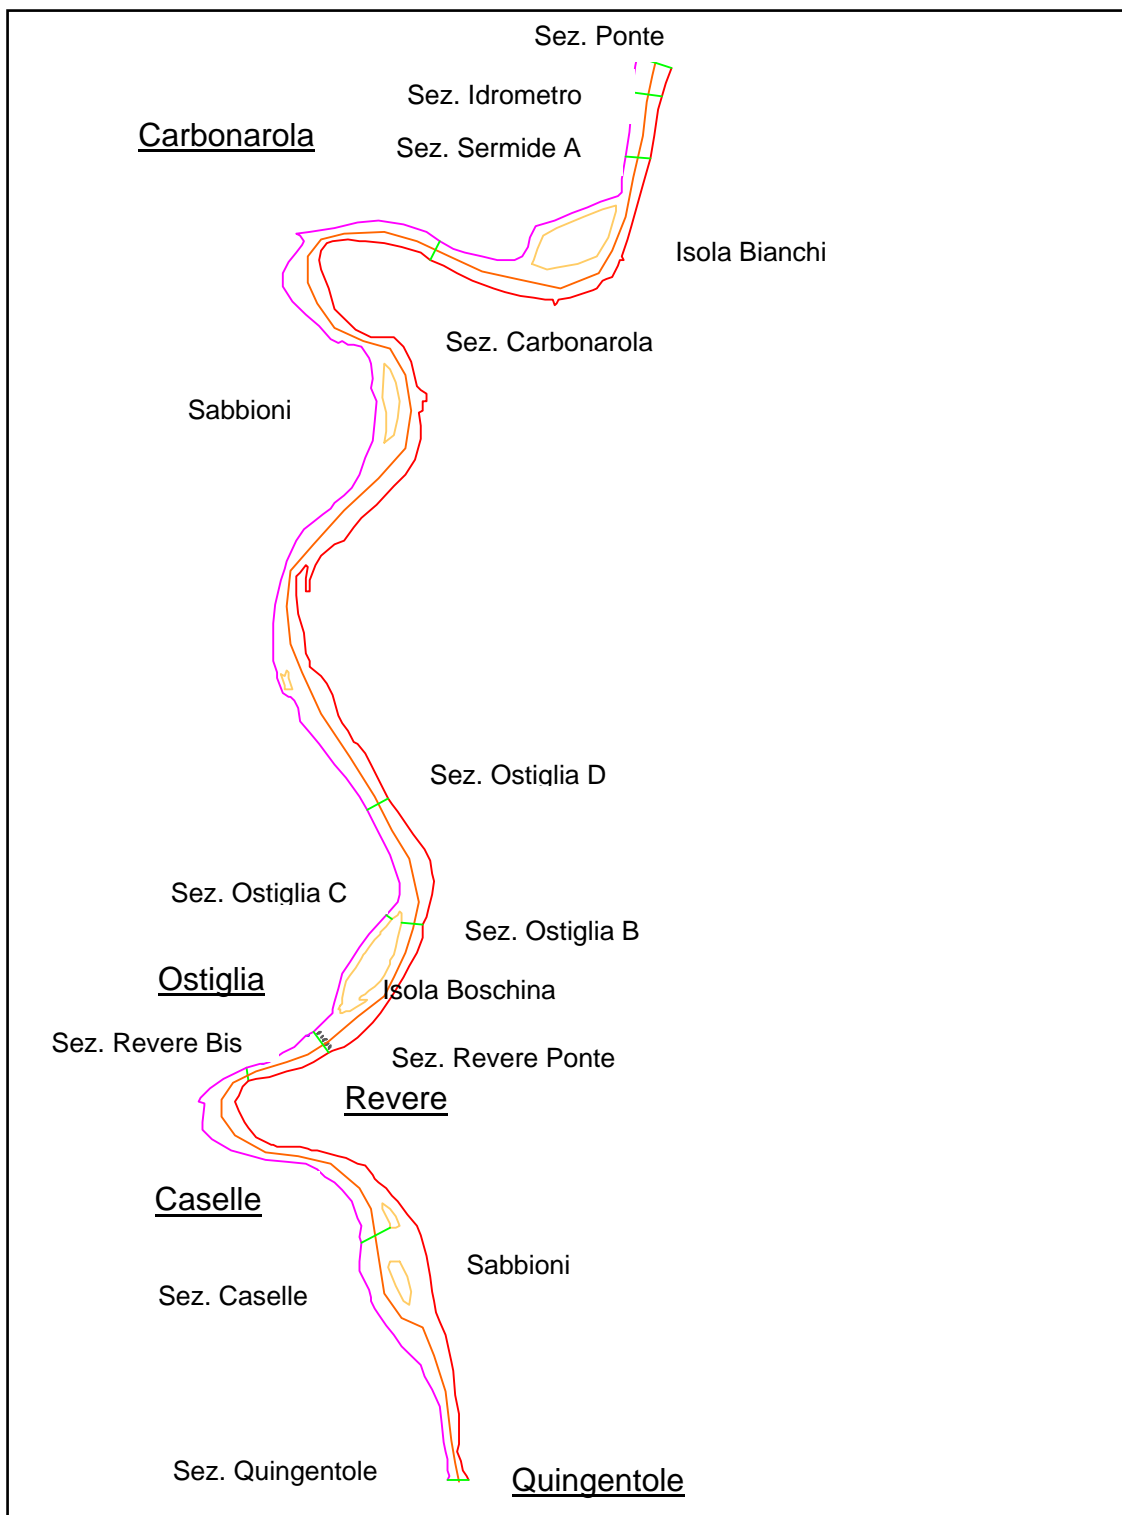 Sez. Ponte
Sez. Idrometro
Carbonarola
Sez. Sermide A
Isola Bianchi
Sez. Carbonarola
Sabbioni
Sez. Ostiglia D
Sez. Ostiglia C
Sez. Ostiglia B
Ostiglia
Isola Boschina
Sez. Revere Bis
Sez. Revere Ponte
Revere
Caselle
Sabbioni
Sez. Caselle
Sez. Quingentole
Quingentole